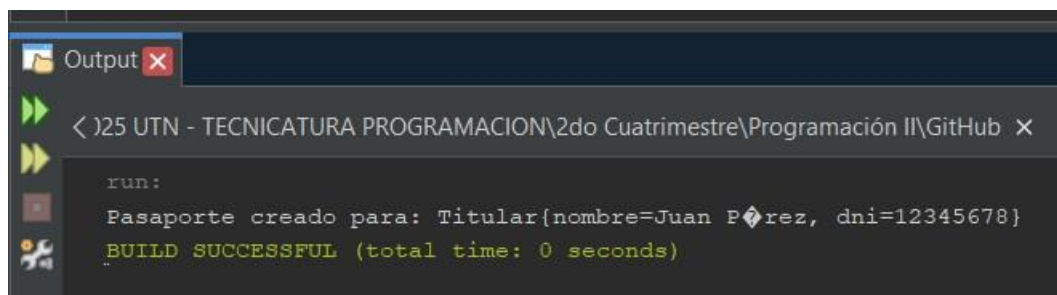 Output
)25 UTN - TECNICATURA PROGRAMACION\2do Cuatrimestre\Programación II\GitHub
run:
Pasaporte creado para: Titular{nombre=Juan P�rez, dni=12345678}
BUILD SUCCESSFUL (total time: 0 seconds)